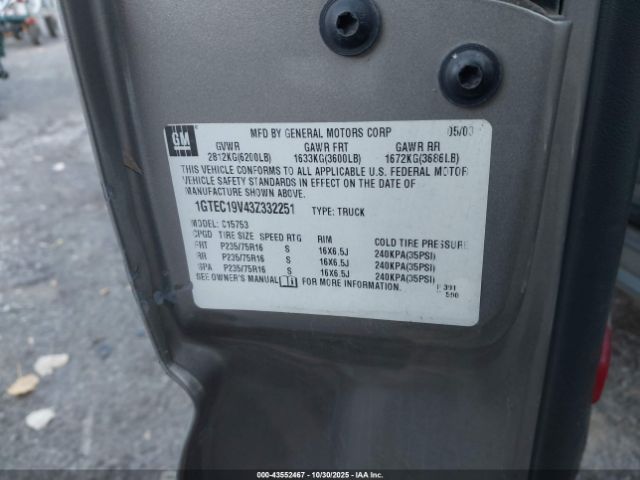 GM
MFD BY GENERAL MOTORS CORP 05/03
GVWR GAWR FRT GAWR RR
2812KG(6200LB) 1633KG(3600LB) 1672KG(3686LB)
THIS VEHICLE CONFORMS TO ALL APPLICABLE U.S. FEDERAL MOTOR
VEHICLE SAFETY STANDARDS IN EFFECT ON THE DATE OF
MANUFACTURE SHOWN ABOVE.
1GTEC19V43Z332251 TYPE: TRUCK
MODEL: C15753
CPGD TIRE SIZE SPEED RTG RIM COLD TIRE PRESSURE
FRT P235/75R16 S 16X6.5J 240KPA(35PSI)
RR P235/75R16 S 16X6.5J 240KPA(35PSI)
SPA P235/75R16 S 16X6.5J 240KPA(35PSI)
SEE OWNER'S MANUAL FOR MORE INFORMATION.
391
000-43552467 - 10/30/2025 - IAAI, Inc.